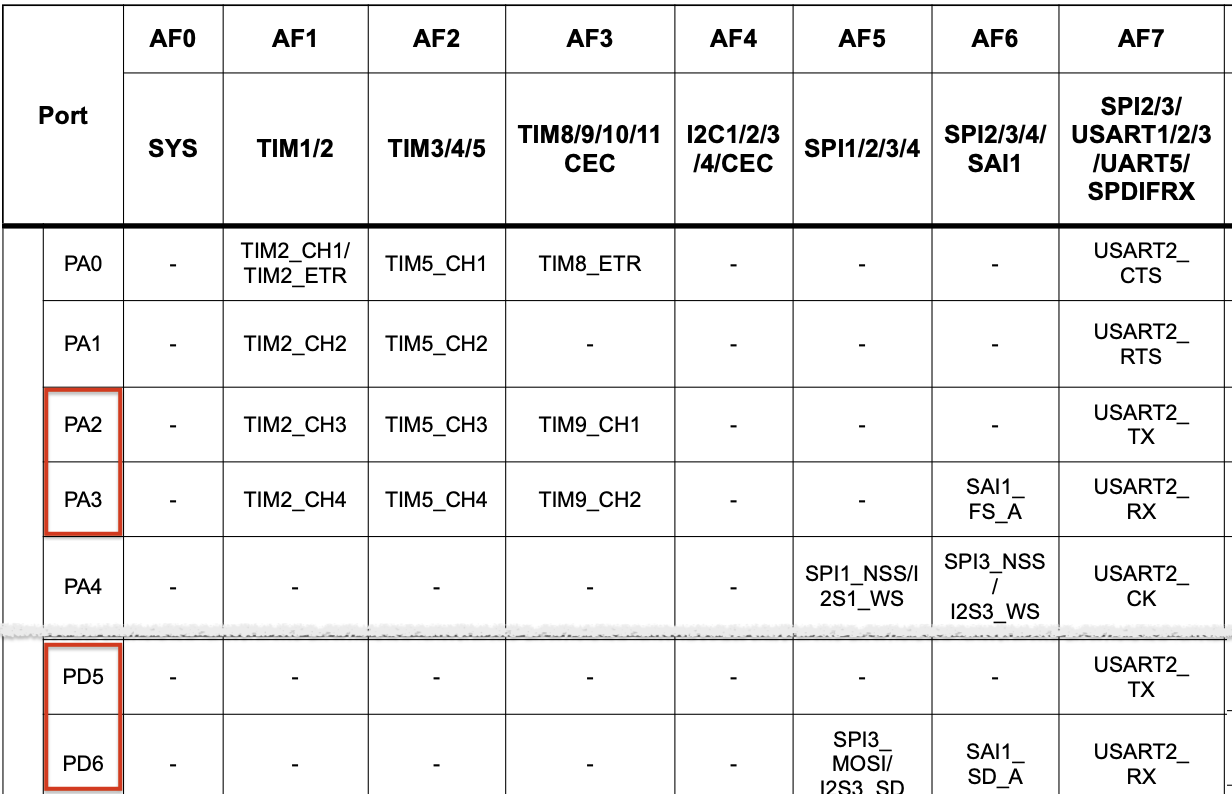 Port AF0 AF1 AF2 AF3 AF4 AF5 AF6 AF7
SYS TIM1/2 TIM3/4/5 TIM8/9/10/11 CEC I2C1/2/3 /4/CEC SPI1/2/3/4 SPI2/3/4/ SAI1 SPI2/3/ USART1/2/3 /UART5/ SPDIFRX
PA0 - TIM2_CH1/ TIM2_ETR TIM5_CH1 TIM8_ETR - - - USART2_ CTS
PA1 - TIM2_CH2 TIM5_CH2 - - - - USART2_ RTS
PA2 - TIM2_CH3 TIM5_CH3 TIM9_CH1 - - - USART2_ TX
PA3 - TIM2_CH4 TIM5_CH4 TIM9_CH2 - - SAI1_ FS_A USART2_ RX
PA4 - - - - - SPI1_NSS/I 2S1_WS SPI3_NSS / I2S3_WS USART2_ CK
PD5 - - - - - - - USART2_ TX
PD6 - - - - - SPI3_ MOSI/ I2S3_SD SAI1_ SD_A USART2_ RX